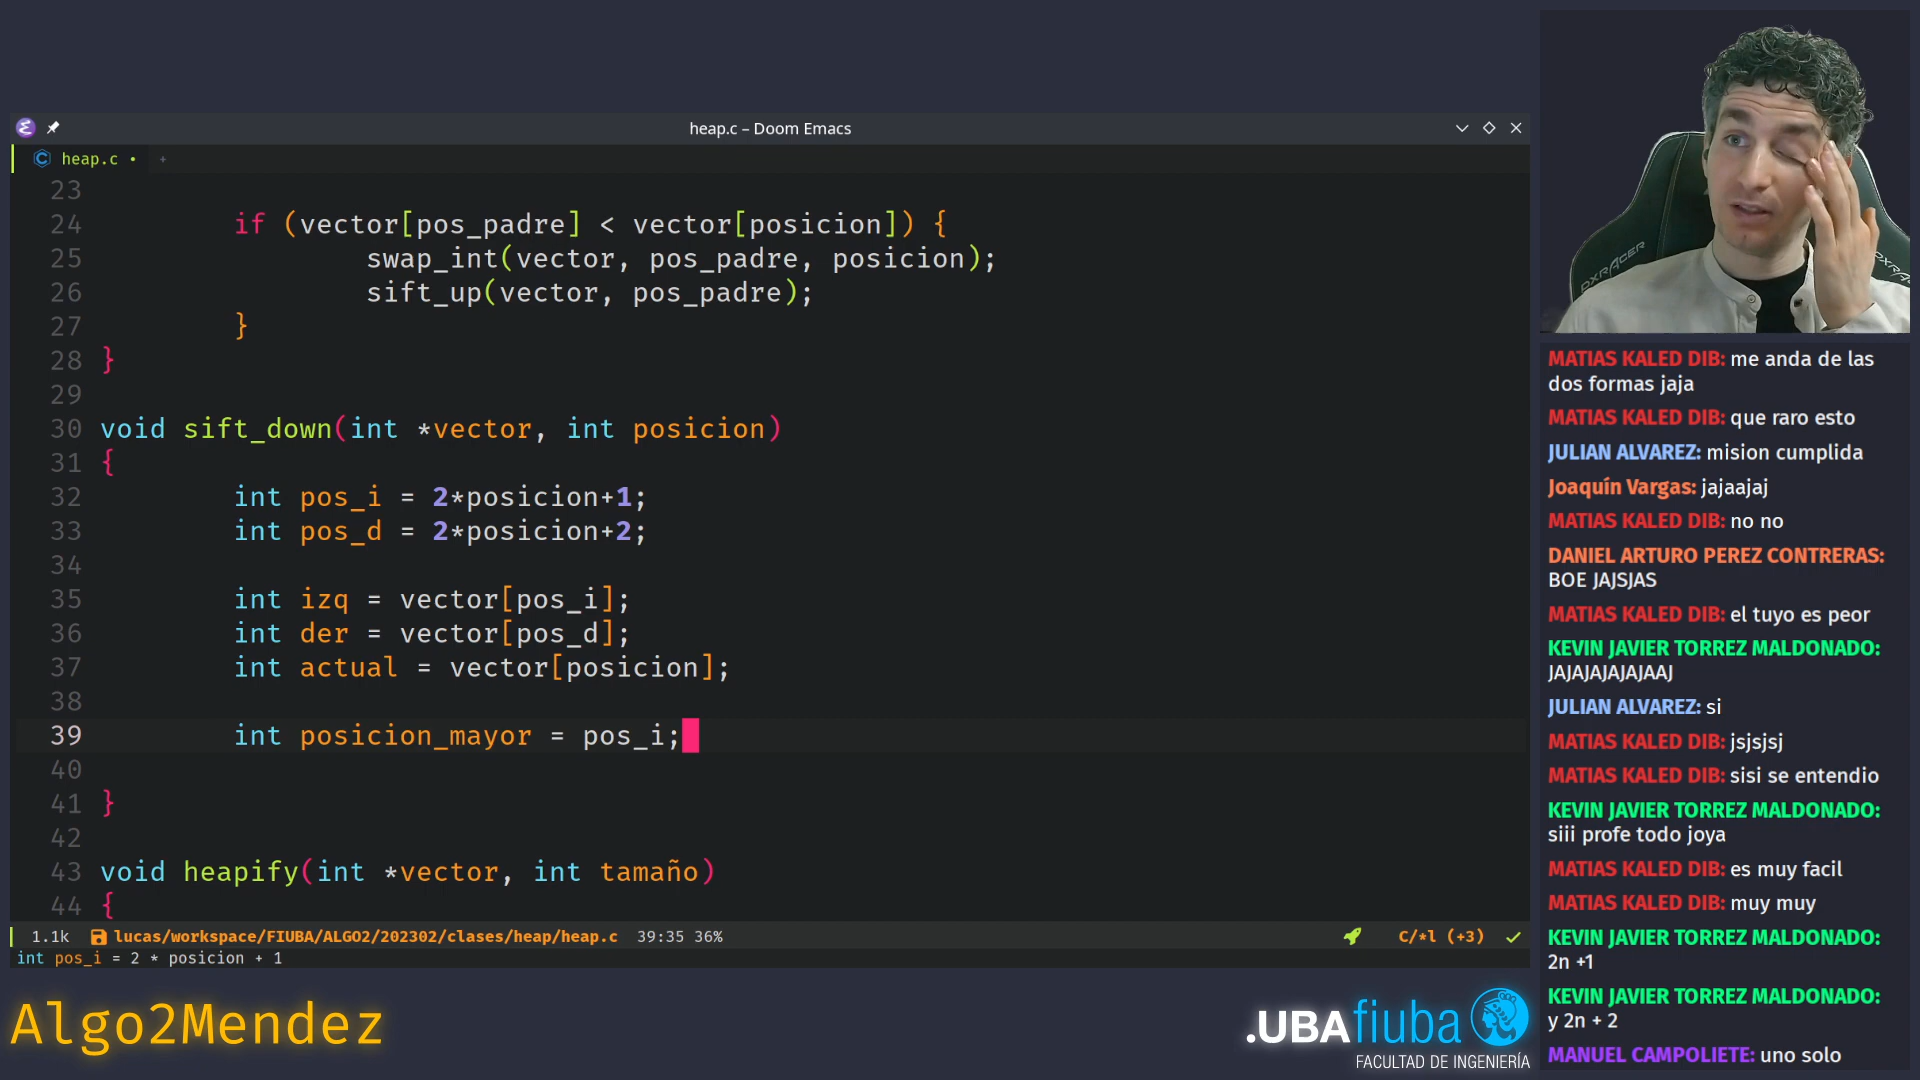 heap.c – Doom Emacs
heap.c • +
23
24 if (vector[pos_padre] < vector[posicion]) {
25 swap_int(vector, pos_padre, posicion);
26 sift_up(vector, pos_padre);
27 }
28 }
29
30 void sift_down(int *vector, int posicion)
31 {
32 int pos_i = 2*posicion+1;
33 int pos_d = 2*posicion+2;
34
35 int izq = vector[pos_i];
36 int der = vector[pos_d];
37 int actual = vector[posicion];
38
39 int posicion_mayor = pos_i;
40
41 }
42
43 void heapify(int *vector, int tamaño)
44 {
1.1k lucas/workspace/FIUBA/ALGO2/202302/clases/heap/heap.c 39:35 36% C/*l (+3)
int pos_i = 2 * posicion + 1
Algo2Mendez
.UBAfiuba
FACULTAD DE INGENIERÍA
DXRACER
MATIAS KALED DIB: me anda de las
dos formas jaja
MATIAS KALED DIB: que raro esto
JULIAN ALVAREZ: mision cumplida
Joaquín Vargas: jajaajaj
MATIAS KALED DIB: no no
DANIEL ARTURO PEREZ CONTRERAS:
BOE JAJSJAS
MATIAS KALED DIB: el tuyo es peor
KEVIN JAVIER TORREZ MALDONADO:
JAJAJAJAJAJAAJ
JULIAN ALVAREZ: si
MATIAS KALED DIB: jsjsjsj
MATIAS KALED DIB: sisi se entendio
KEVIN JAVIER TORREZ MALDONADO:
siii profe todo joya
MATIAS KALED DIB: es muy facil
MATIAS KALED DIB: muy muy
KEVIN JAVIER TORREZ MALDONADO:
2n +1
KEVIN JAVIER TORREZ MALDONADO:
y 2n + 2
MANUEL CAMPOLIETE: uno solo